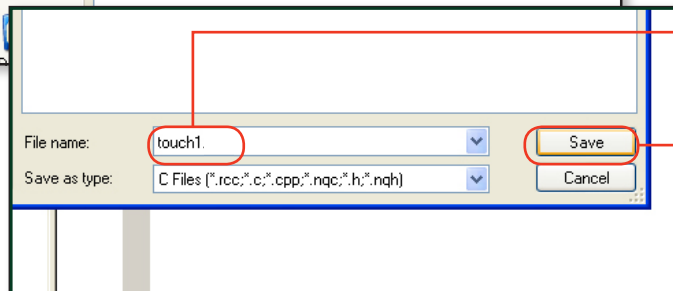 File name:
touch1.
Save
Save as type:
C Files (*.rcc;*.c;*.cpp;*.nqc;*.h;*.nqh)
Cancel